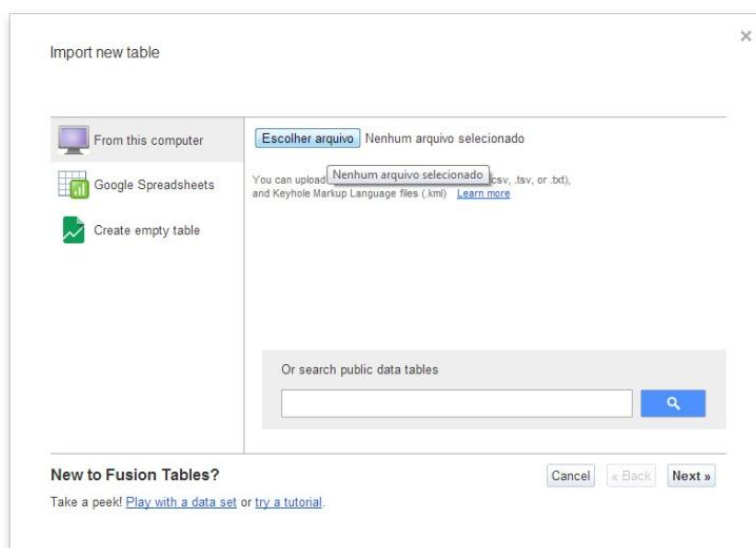 Import new table
From this computer
Google Spreadsheets
Create empty table
Escolher arquivo Nenhum arquivo selecionado
Nenhum arquivo selecionado
You can upload csv, .tsv, or .txt),
and Keyhole Markup Language files (.kml) Learn more
Or search public data tables
New to Fusion Tables?
Take a peek! Play with a data set or try a tutorial.
Cancel « Back Next »